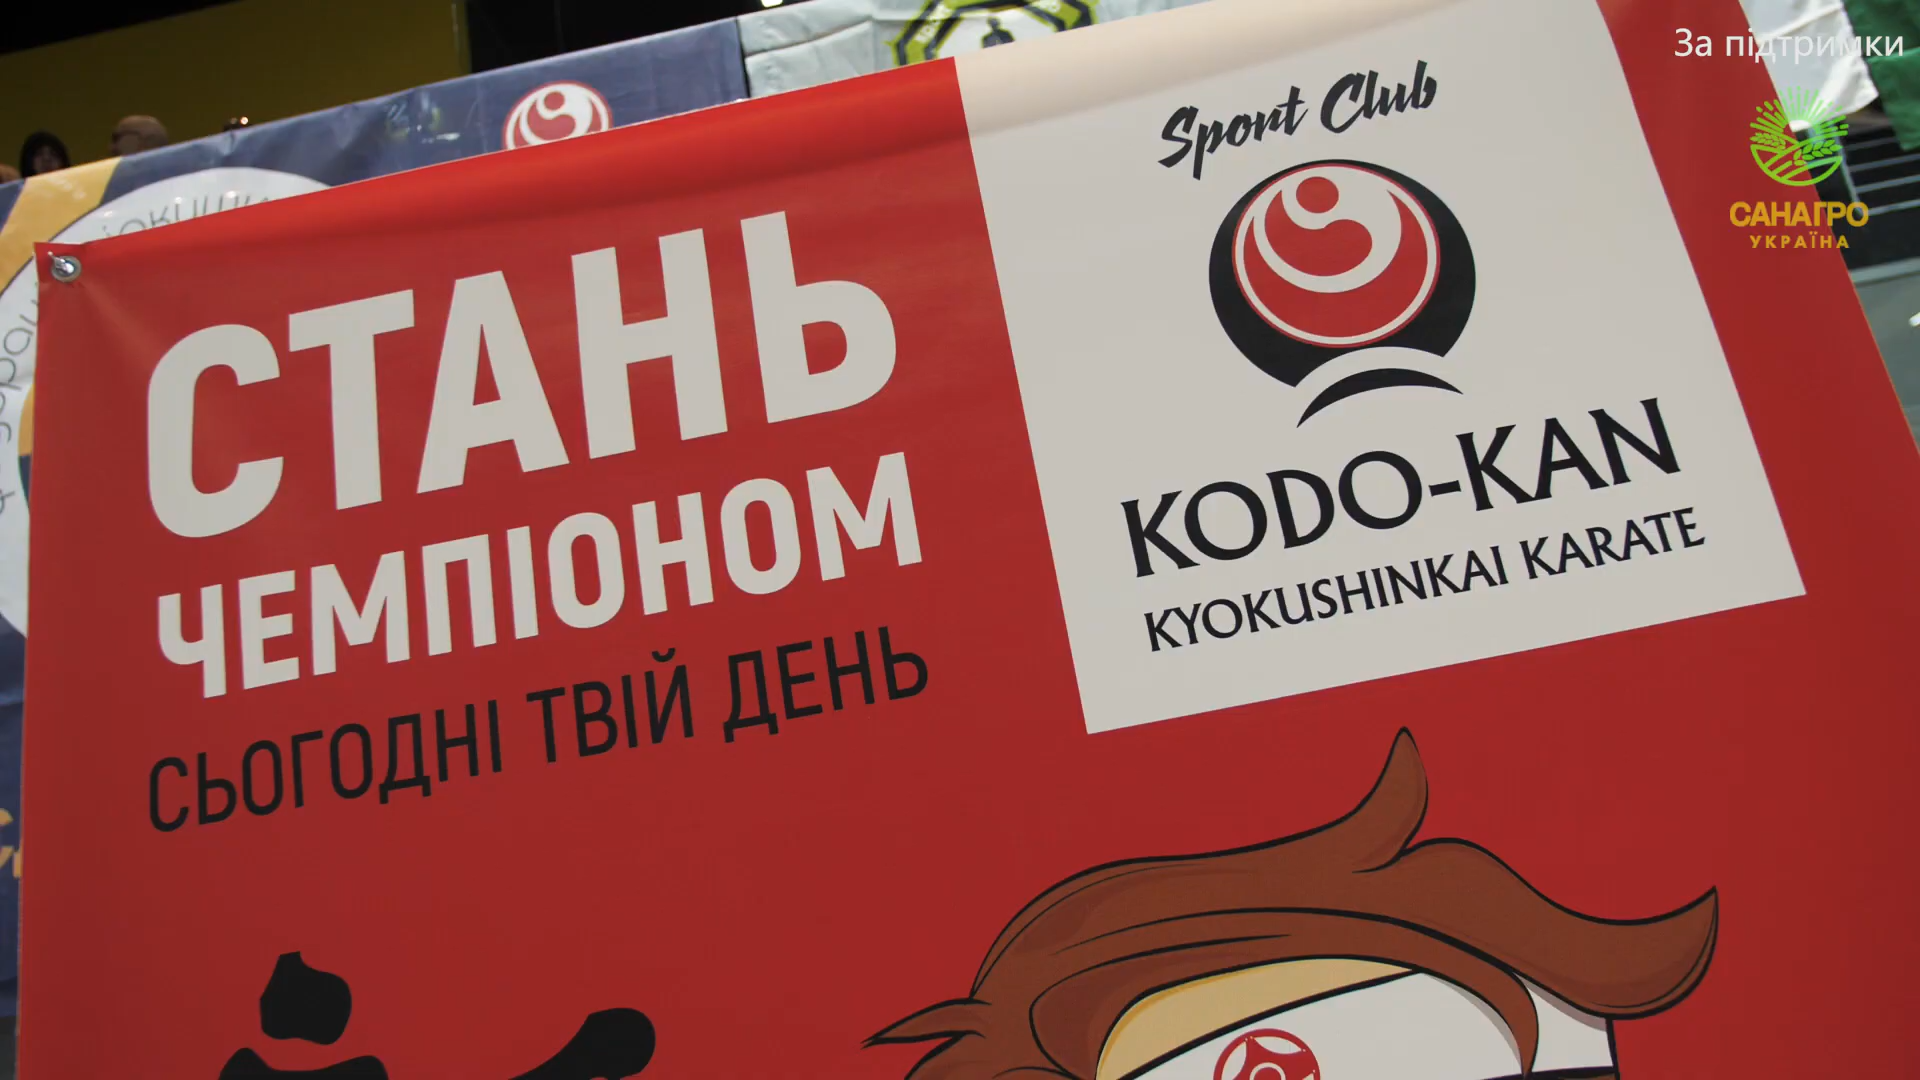 За підтримки
САНАГРО
УКРАЇНА
Sport Club
СТАНЬ
ЧЕМПІОНОМ
СЬОГОДНІ ТВІЙ ДЕНЬ
KODO-KAN
KYOKUSHINKAI KARATE